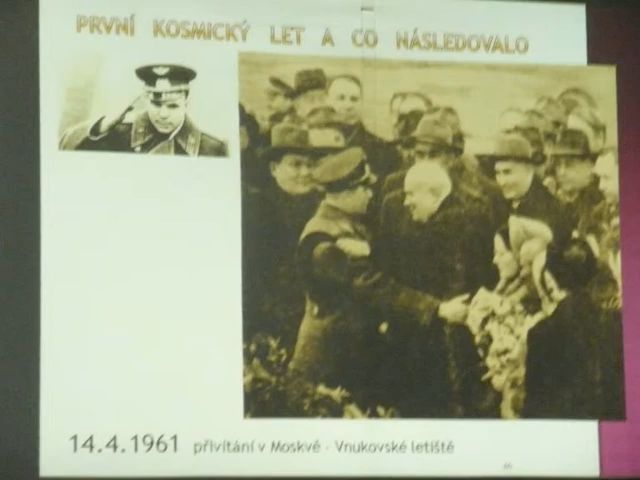 PRVNÍ KOSMICKÝ LET A CO NÁSLEDOVALO
14.4.1961 přivítání v Moskvě - Vnukovské letiště